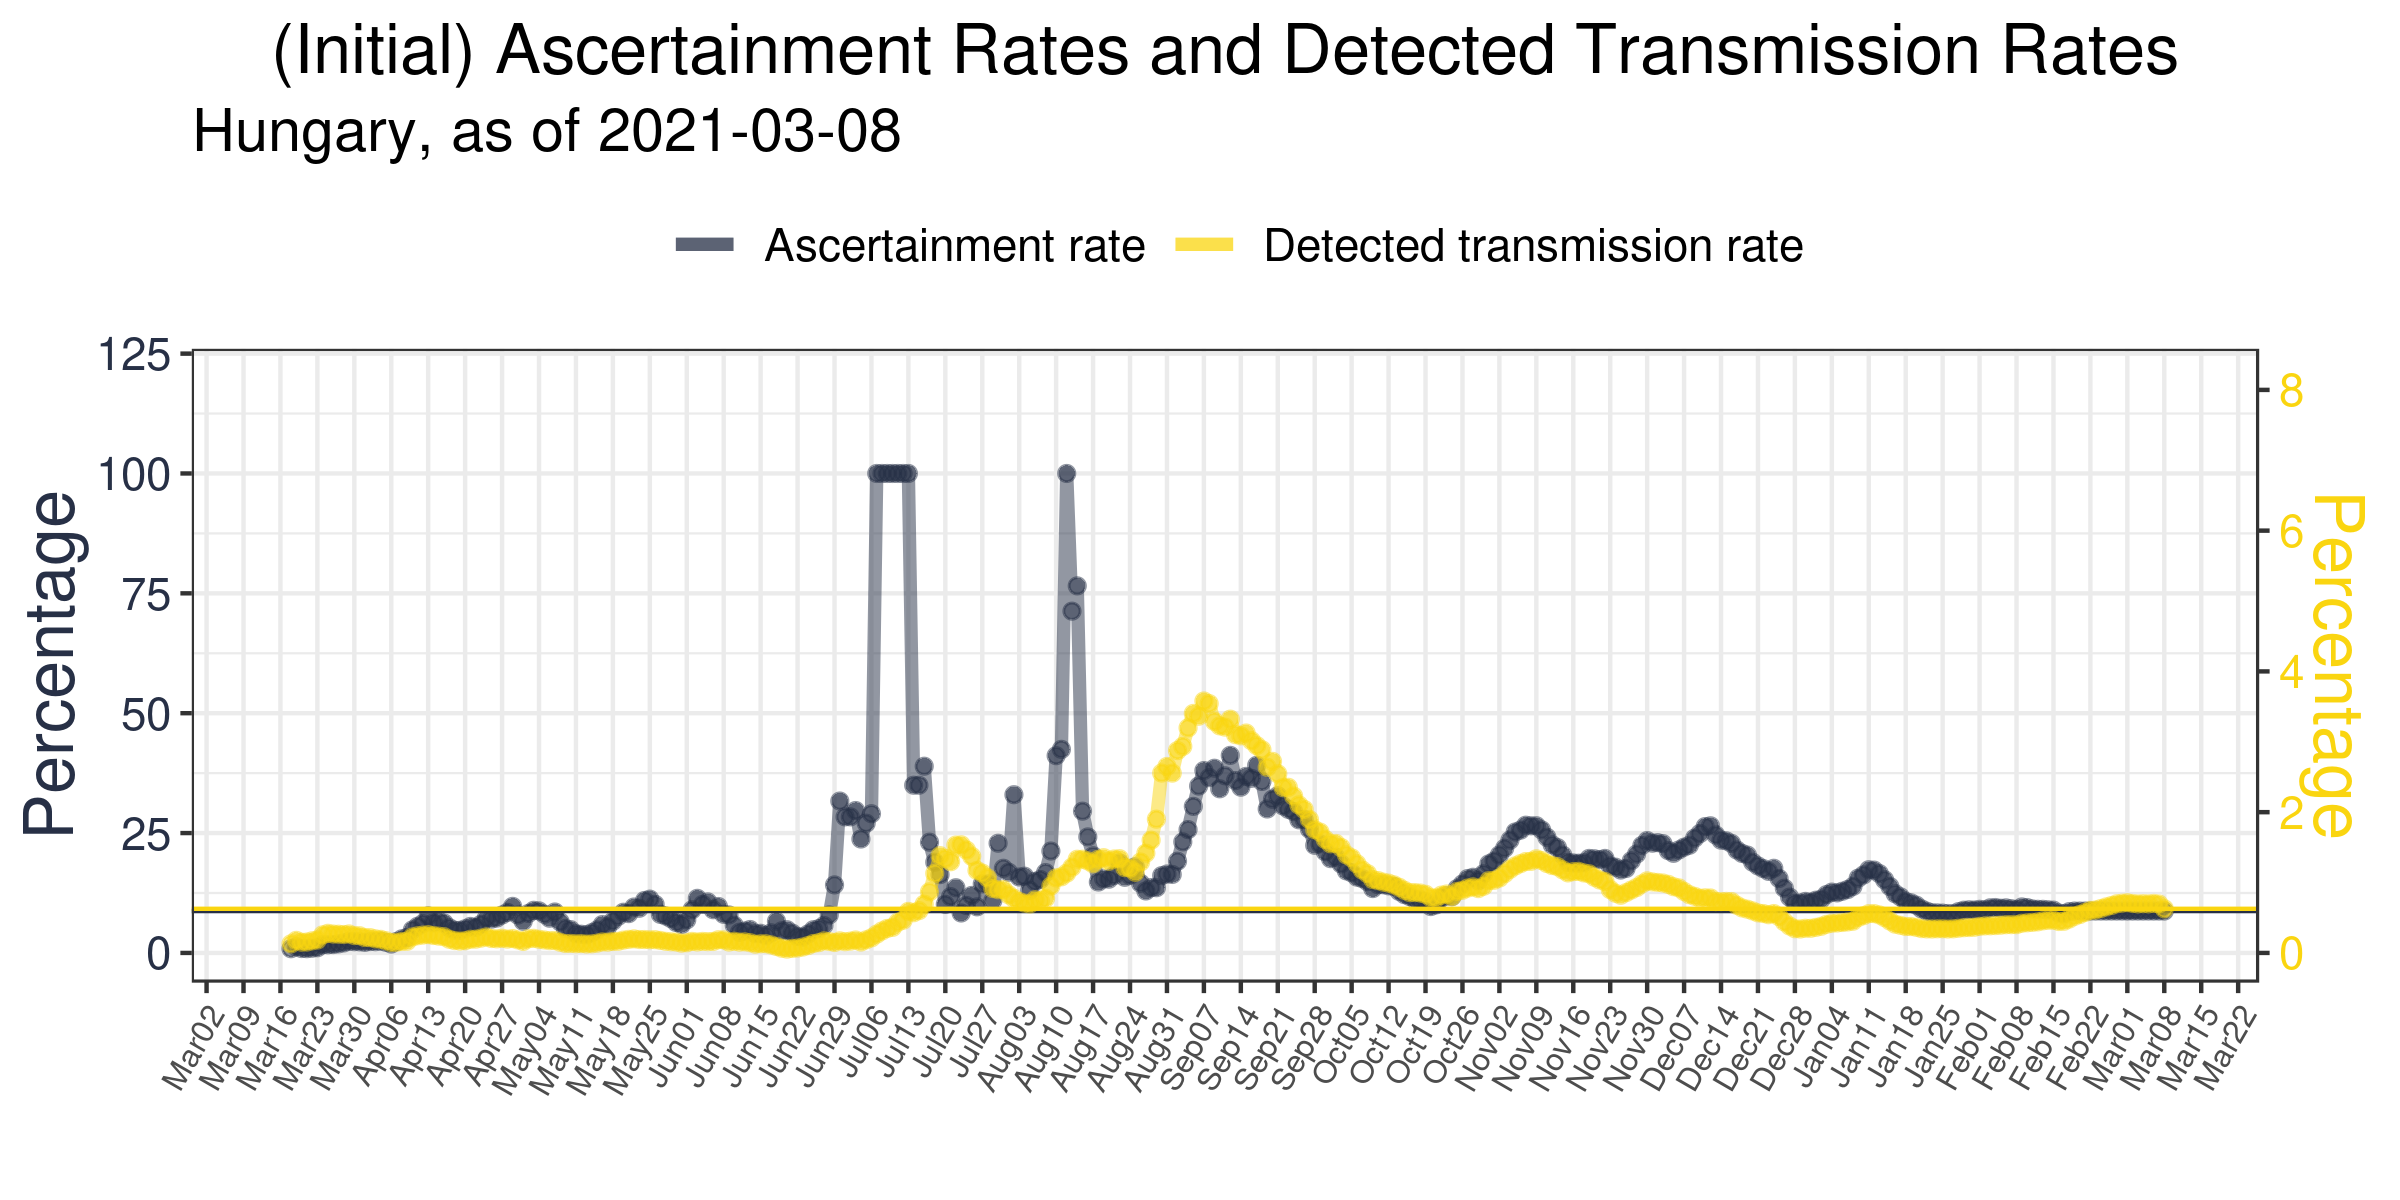 (Initial) Ascertainment Rates and Detected Transmission Rates
Hungary, as of 2021-03-08
Ascertainment rate
Detected transmission rate
Percentage
125
100
75
50
25
0
8
6
4
2
0
Percentage
Mar02
Mar09
Mar16
Mar23
Mar30
Apr06
Apr13
Apr20
Apr27
May04
May11
May18
May25
Jun01
Jun08
Jun15
Jun22
Jun29
Jul06
Jul13
Jul20
Jul27
Aug03
Aug10
Aug17
Aug24
Aug31
Sep07
Sep14
Sep21
Sep28
Oct05
Oct12
Oct19
Oct26
Nov02
Nov09
Nov16
Nov23
Nov30
Dec07
Dec14
Dec21
Dec28
Jan04
Jan11
Jan18
Jan25
Feb01
Feb08
Feb15
Feb22
Mar01
Mar08
Mar15
Mar22